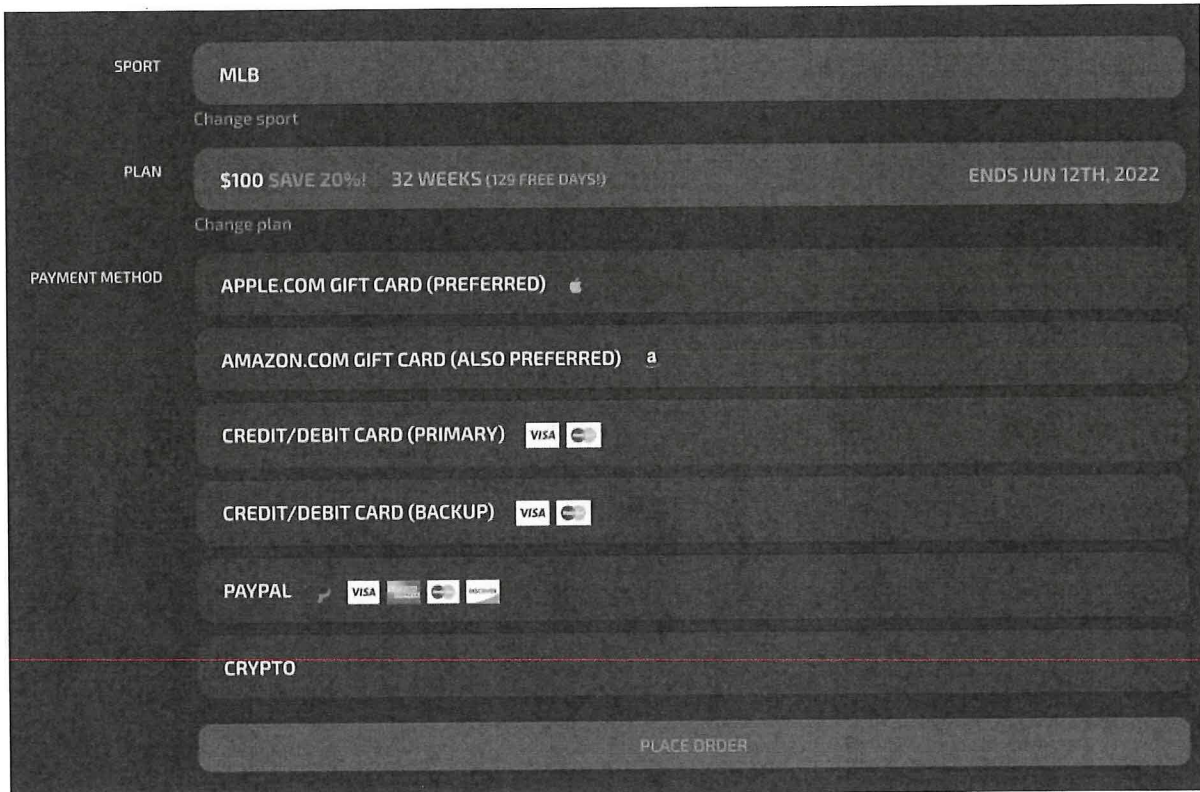 SPORT
MLB
Change sport
PLAN
$100 SAVE 20%! 32 WEEKS (129 FREE DAYS!) ENDS JUN 12TH, 2022
Change plan
PAYMENT METHOD
APPLE.COM GIFT CARD (PREFERRED)
AMAZON.COM GIFT CARD (ALSO PREFERRED) a
CREDIT/DEBIT CARD (PRIMARY) VISA
CREDIT/DEBIT CARD (BACKUP) VISA
PAYPAL VISA DISCOVER
CRYPTO
PLACE ORDER